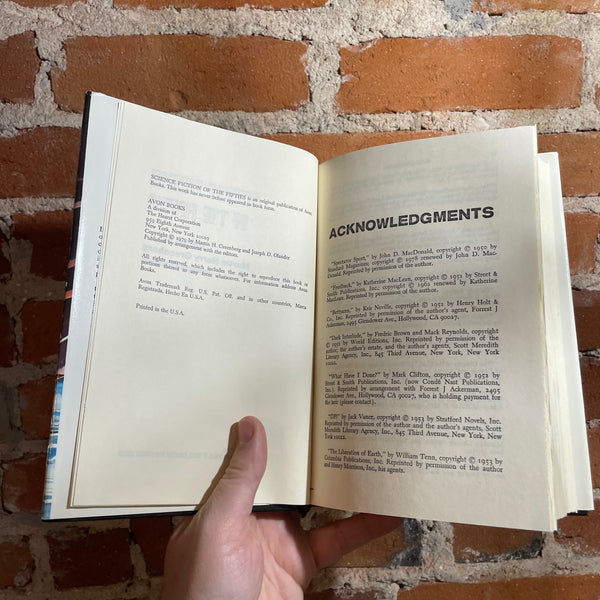 SCIENCE FICTION OF THE FIFTIES is an original publication of Avon
Books. This work has never before appeared in book form.
AVON BOOKS
A division of
The Hearst Corporation
959 Eighth Avenue
New York, New York 10019
Copyright © 1979 by Martin H. Greenberg and Joseph D. Olander
Published by arrangement with the editors.
All rights reserved, which includes the right to reproduce this book or
portions thereof in any form whatsoever. For information address Avon
Books.
Avon Trademark Reg. U.S. Pat. Off. and in other countries, Marca
Registrada, Hecho En U.S.A.
Printed in the U.S.A.
ACKNOWLEDGMENTS
"Spectator Sport," by John D. MacDonald, copyright © 1950 by
Standard Magazines; copyright © 1978 renewed by John D. Mac-
Donald. Reprinted by permission of the author.
"Feedback," by Katherine MacLean, copyright © 1951 by Street &
Smith Publications, Inc.; copyright © 1961 renewed by Katherine
MacLean. Reprinted by permission of the author.
"Bettyann," by Kris Neville, copyright © 1951 by Henry Holt &
Co., Inc. Reprinted by permission of the author's agent, Forrest J
Ackerman, 2495 Glendower Ave., Hollywood, CA 90027.
"Dark Interlude," by Fredric Brown and Mack Reynolds, copyright
© 1951 by World Editions, Inc. Reprinted by permission of the
author, the author's estate, and the author's agents, Scott Meredith
Literary Agency, Inc., 845 Third Avenue, New York, New York
10022.
"What Have I Done?" by Mark Clifton, copyright © 1952 by
Street & Smith Publications, Inc. (now Condé Nast Publications,
Inc.) Reprinted by arrangement with Forrest J Ackerman, 2495
Glendower Ave., Hollywood, CA 90027, who is holding payment for
the heir (please contact).
"DP!" by Jack Vance, copyright © 1953 by Stratford Novels, Inc.
Reprinted by permission of the author and the author's agents, Scott
Meredith Literary Agency, Inc., 845 Third Avenue, New York, New
York 10022.
"The Liberation of Earth," by William Tenn, copyright © 1953 by
Columbia Publications, Inc. Reprinted by permission of the author
and Henry Morrison, Inc., his agents.